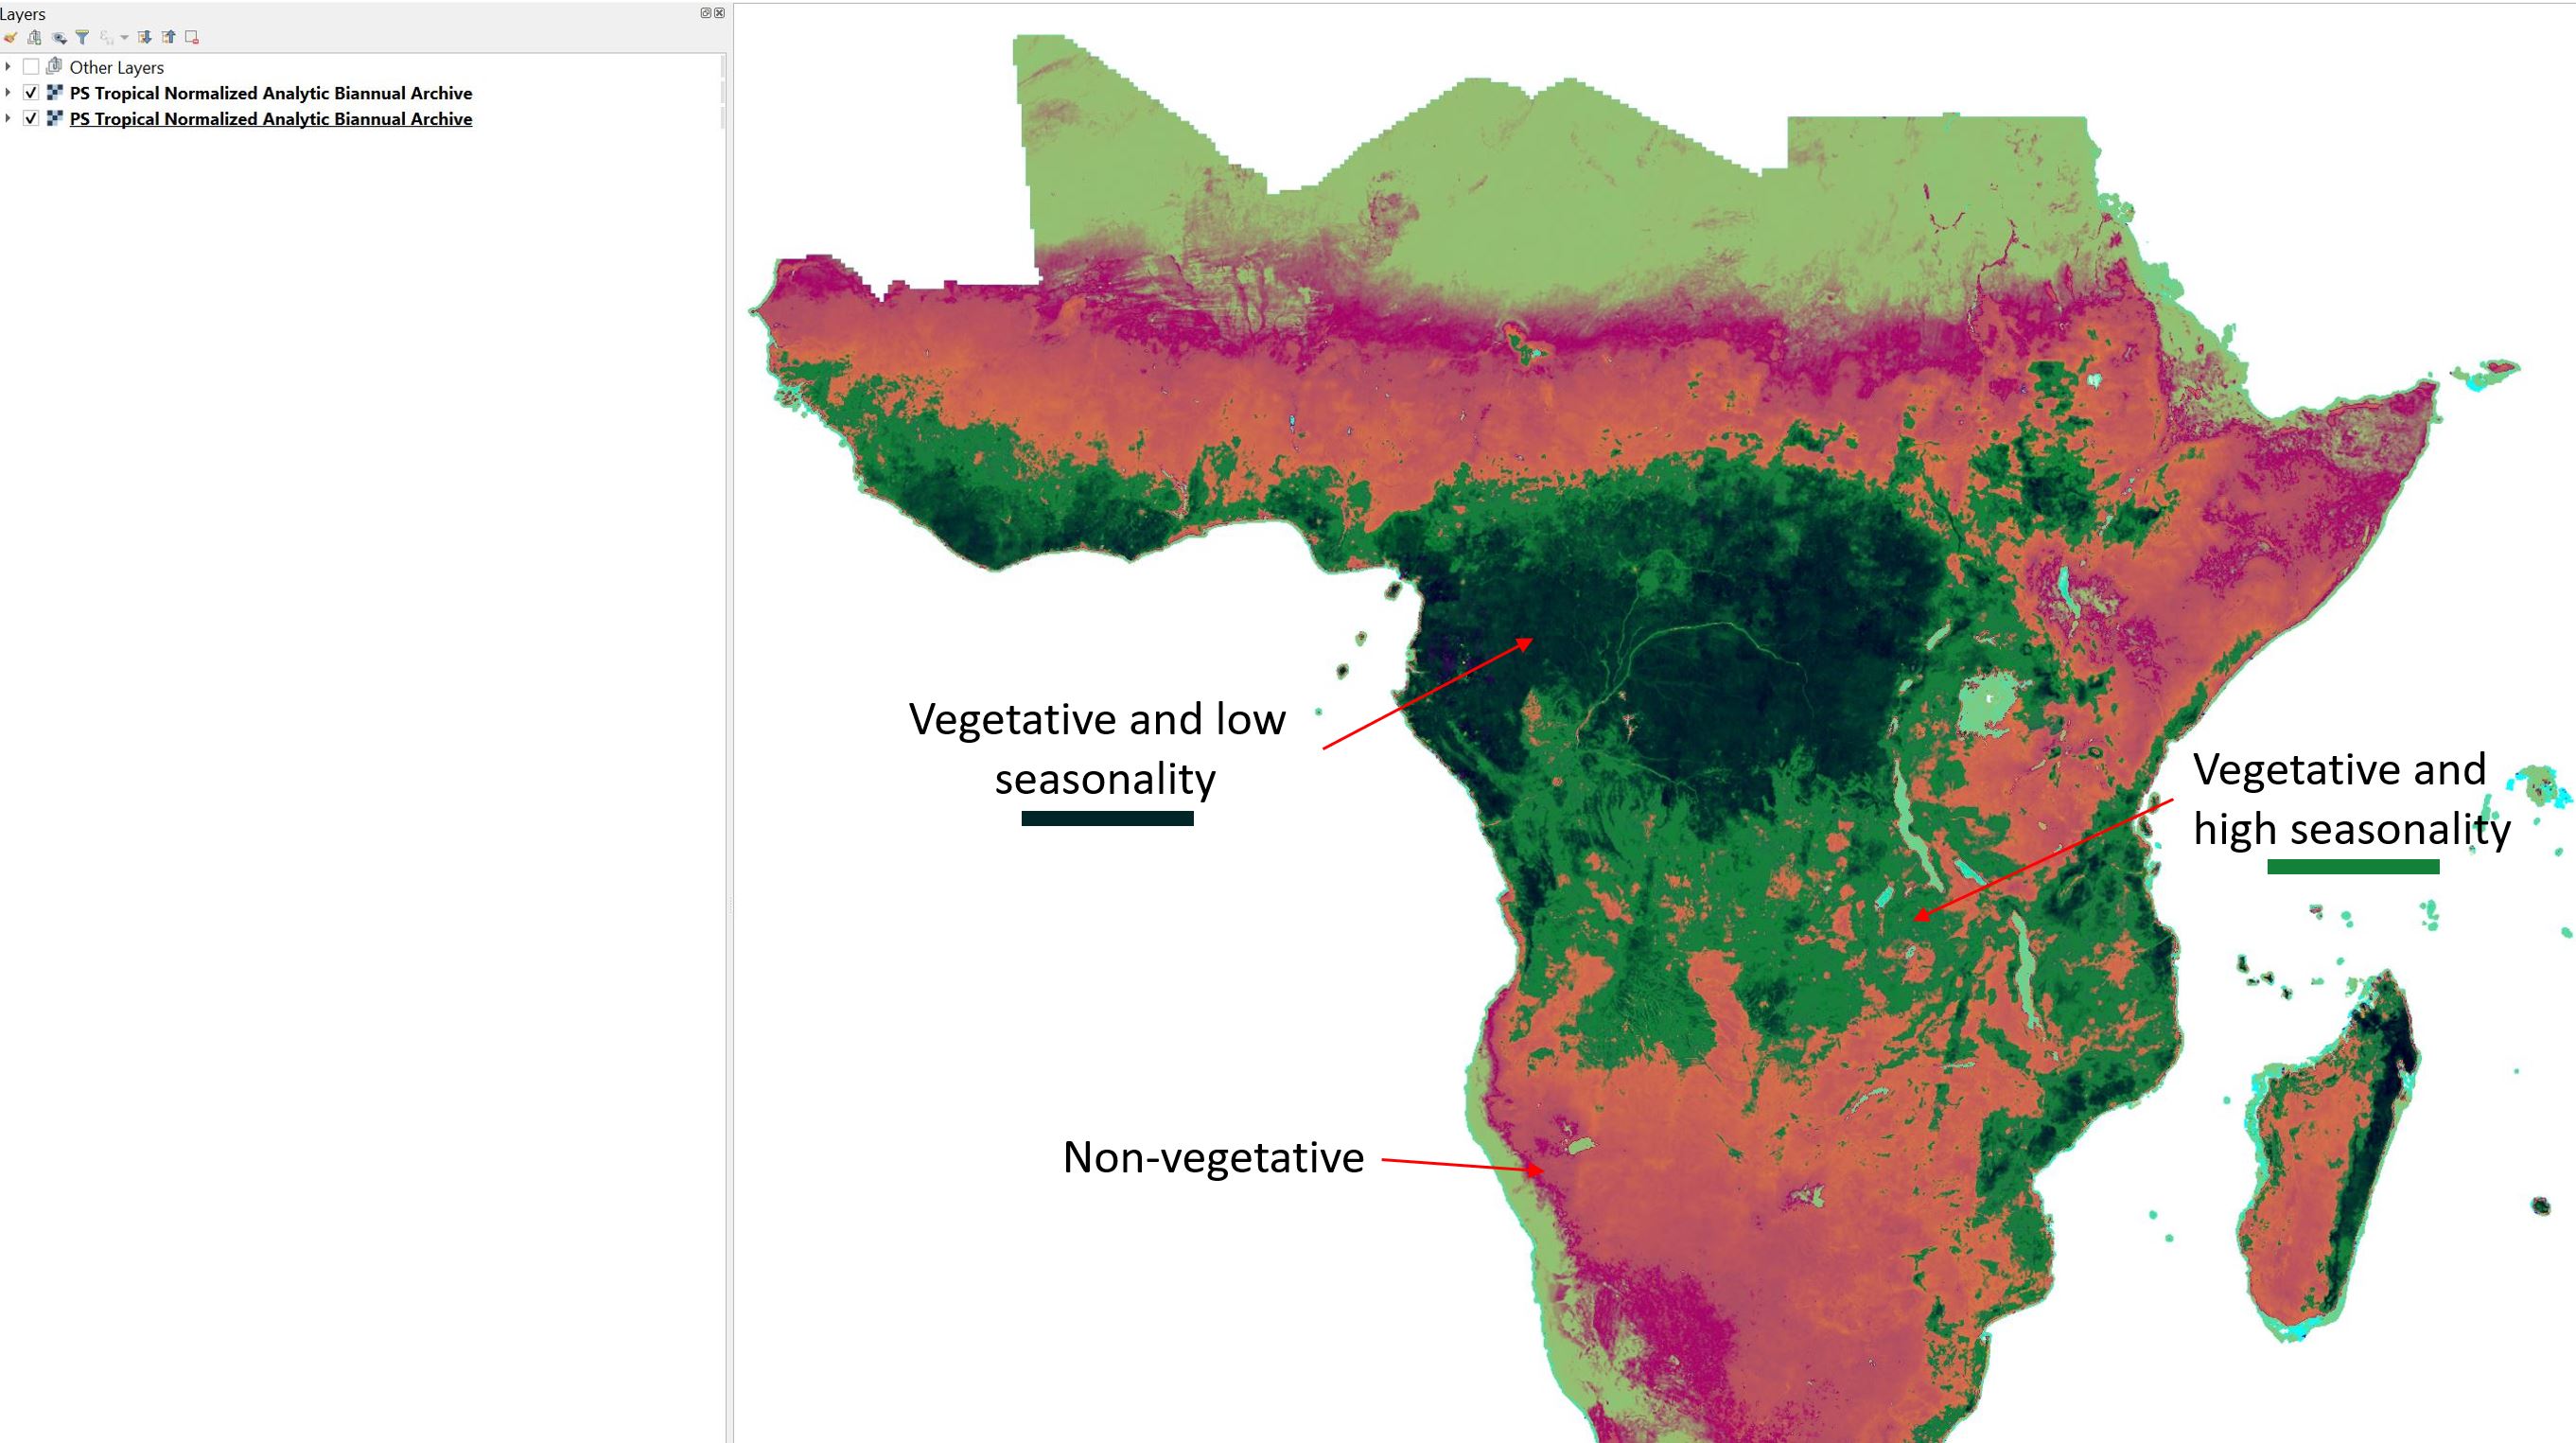 Layers
Other Layers
PS Tropical Normalized Analytic Biannual Archive
PS Tropical Normalized Analytic Biannual Archive
Vegetative and low
seasonality
Vegetative and
high seasonality
Non-vegetative